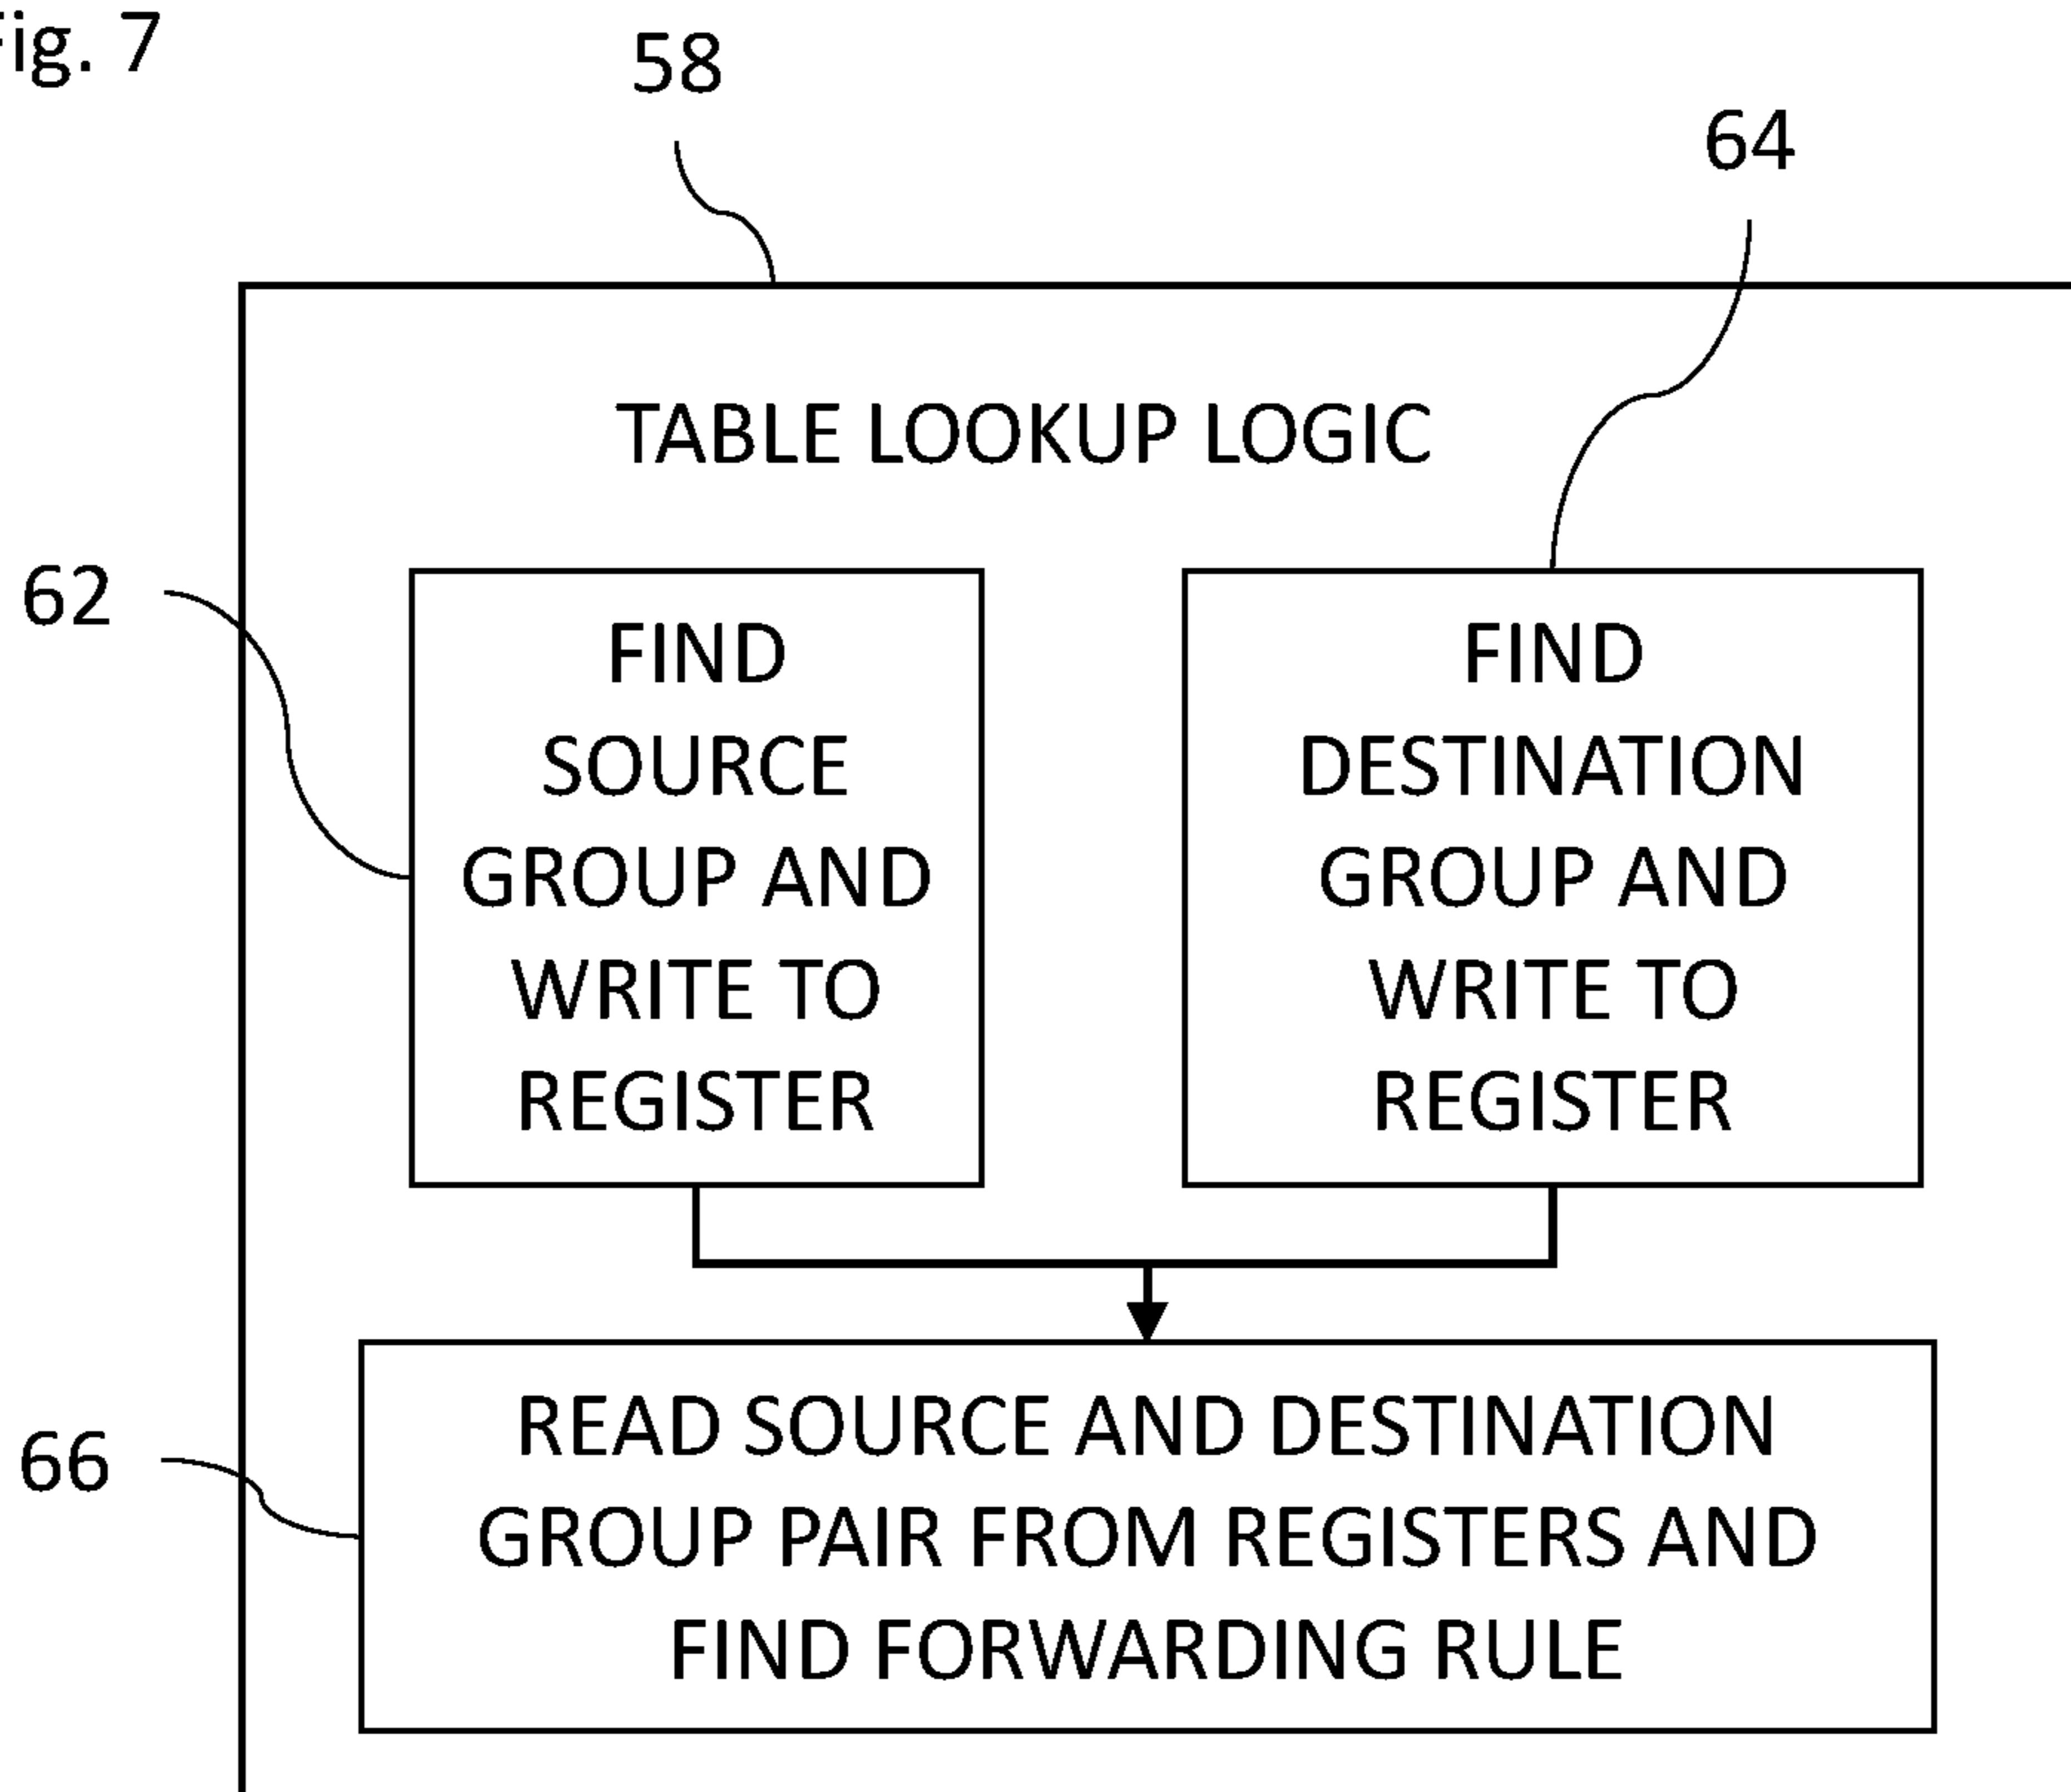 Fig. 7
58
64
TABLE LOOKUP LOGIC
62
FIND
SOURCE
GROUP AND
WRITE TO
REGISTER
FIND
DESTINATION
GROUP AND
WRITE TO
REGISTER
66
READ SOURCE AND DESTINATION
GROUP PAIR FROM REGISTERS AND
FIND FORWARDING RULE